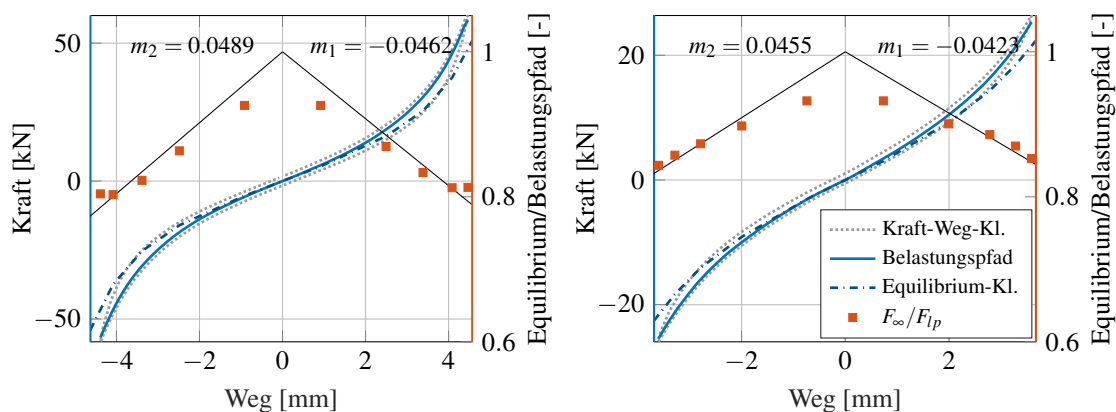 m₂ = 0.0489 m₁ = −0.0462
50
0
−50
Kraft [kN]
−4 −2 0 2 4
Weg [mm]
1
0.8
0.6
Equilibrium/Belastungspfad [-]
m₂ = 0.0455 m₁ = −0.0423
20
0
−20
Kraft [kN]
−2 0 2
Weg [mm]
1
0.8
0.6
Equilibrium/Belastungspfad [-]
Kraft-Weg-Kl.
Belastungspfad
Equilibrium-Kl.
F∞/Flp